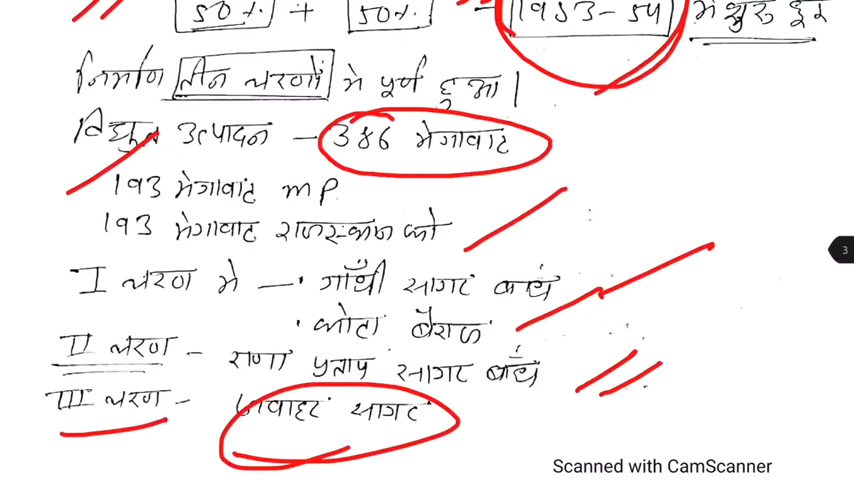 50% + 50% - 1953-54 में शुरू हुई
निर्माण तीन चरणों मे पूर्ण हुआ।
विद्युत उत्पादन - 386 मेगावाट
193 मेगावाट MP
193 मेगावाट राजस्थान को
I चरण मे - · गाँधी सागर बांध
· कोटा बैराज
II चरण - राणा प्रताप सागर बाँध
III चरण - जवाहर सागर
3
Scanned with CamScanner